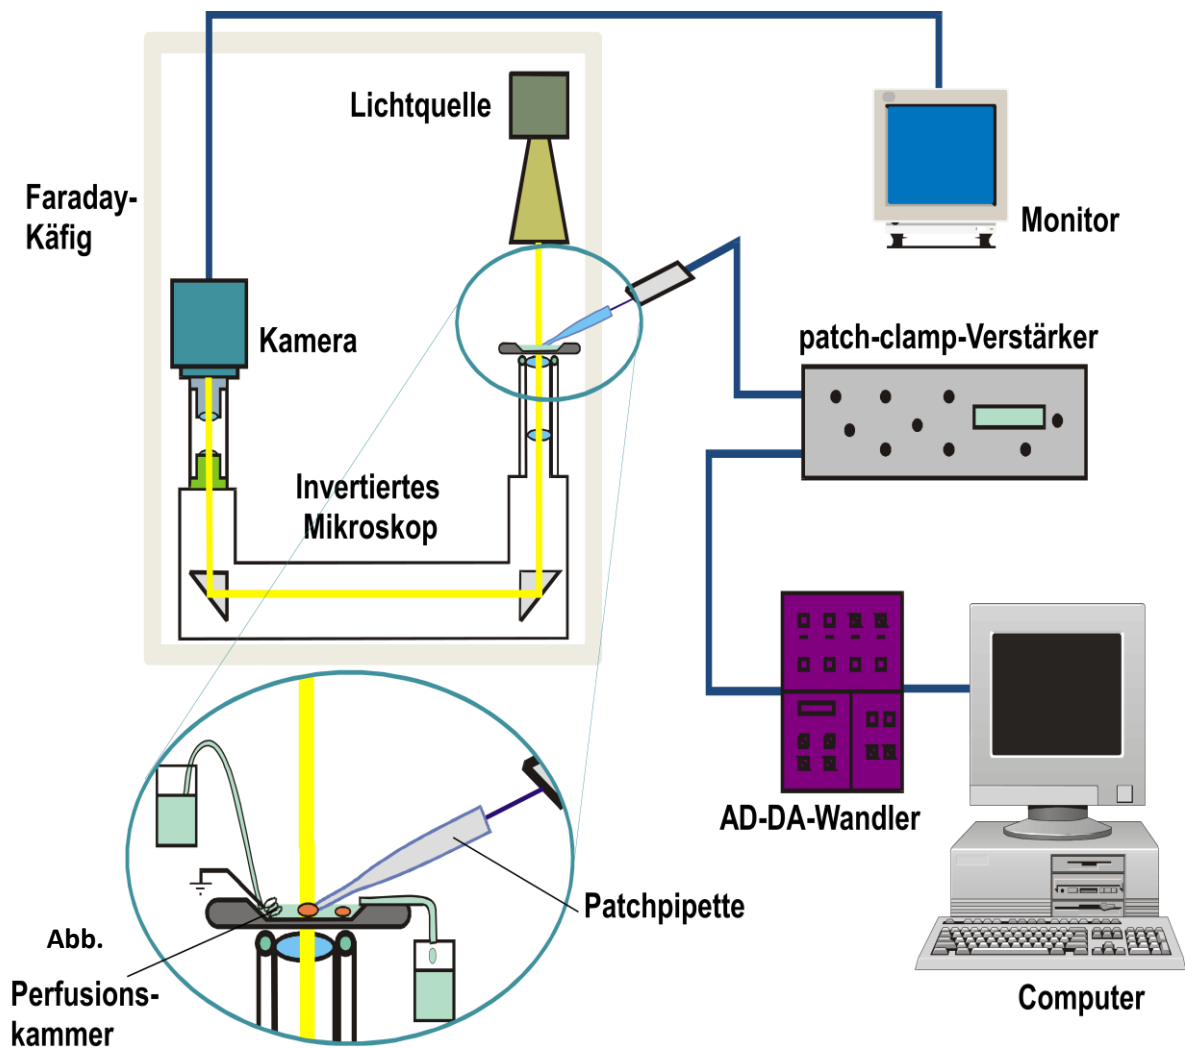 Lichtquelle
Faraday-
Käfig
Monitor
Kamera
patch-clamp-Verstärker
Invertiertes
Mikroskop
AD-DA-Wandler
Patchpipette
Abb.
Perfusions-
kammer
Computer